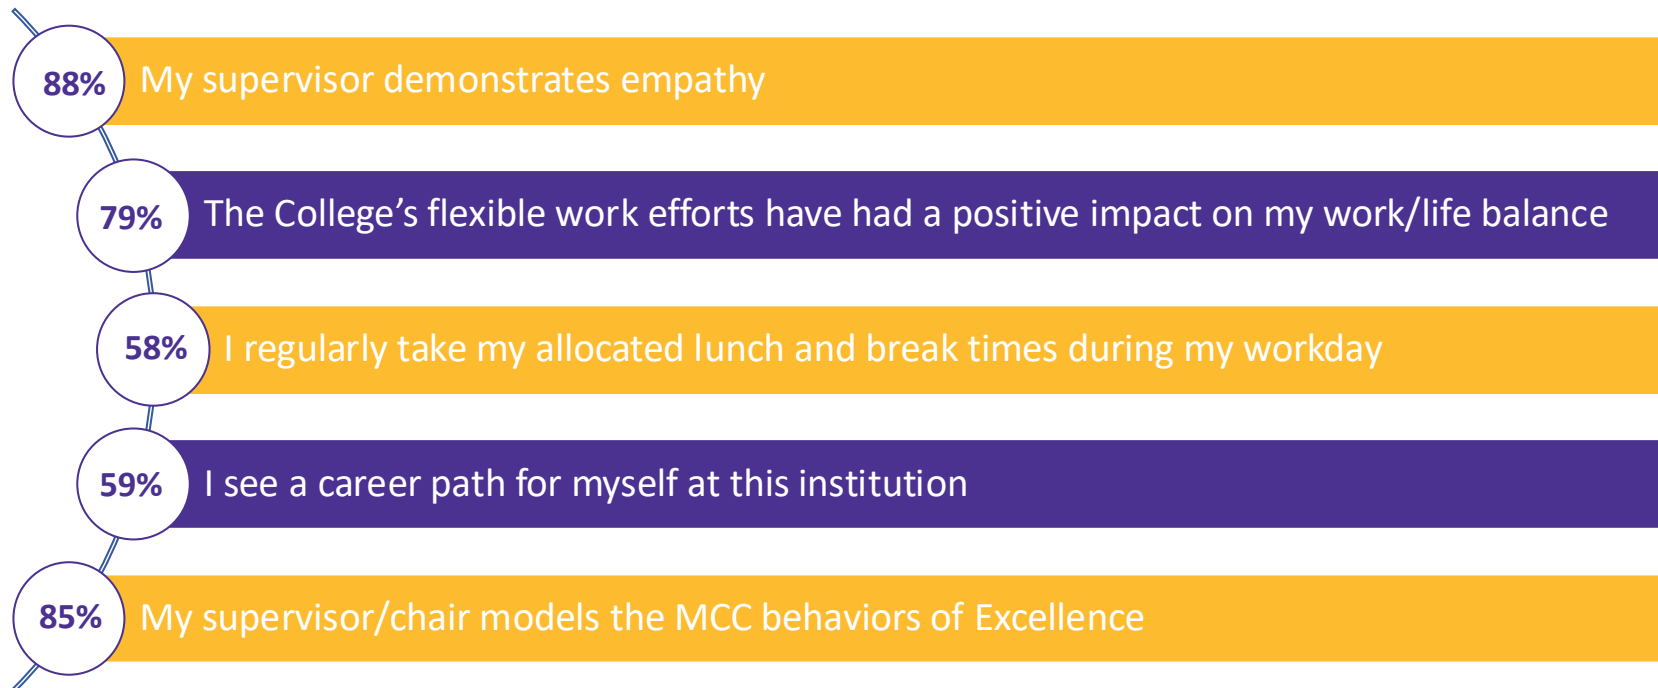 88% My supervisor demonstrates empathy
79% The College’s flexible work efforts have had a positive impact on my work/life balance
58% I regularly take my allocated lunch and break times during my workday
59% I see a career path for myself at this institution
85% My supervisor/chair models the MCC behaviors of Excellence